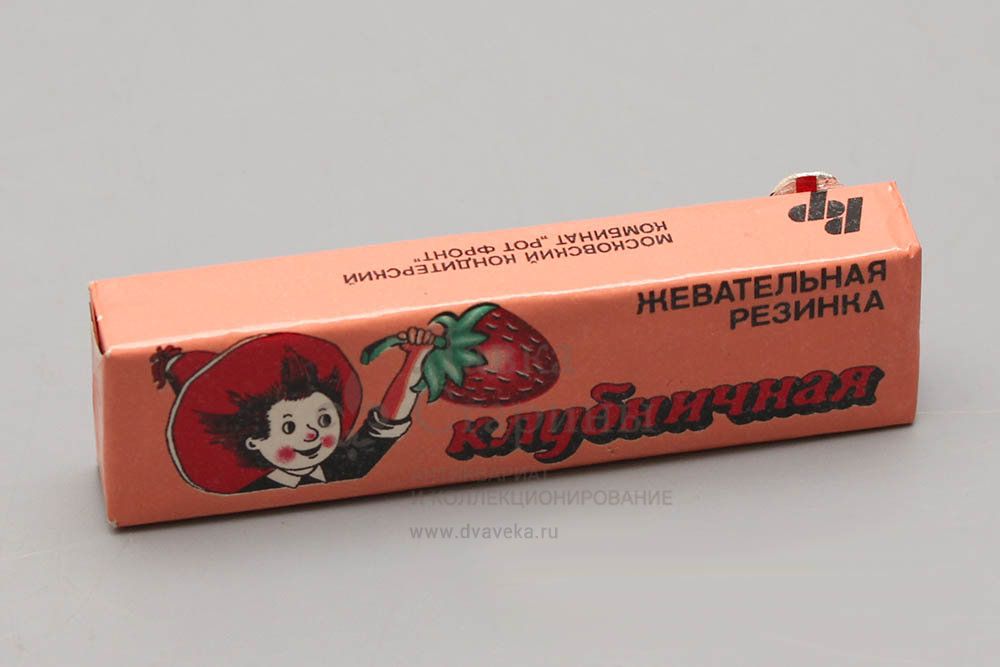 МОСКОВСКИЙ КОНДИТЕРСКИЙ
КОМБИНАТ „РОТ ФРОНТ"
ЖЕВАТЕЛЬНАЯ
РЕЗИНКА
клубничная
АНТИКВАРИАТ
И КОЛЛЕКЦИОНИРОВАНИЕ
www.dvaveka.ru